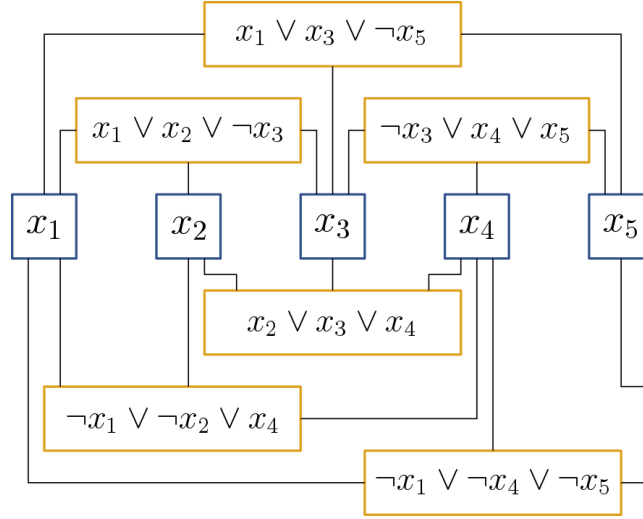 x₁ ∨ x₃ ∨ ¬x₅
x₁ ∨ x₂ ∨ ¬x₃
¬x₃ ∨ x₄ ∨ x₅
x₁
x₂
x₃
x₄
x₅
x₂ ∨ x₃ ∨ x₄
¬x₁ ∨ ¬x₂ ∨ x₄
¬x₁ ∨ ¬x₄ ∨ ¬x₅